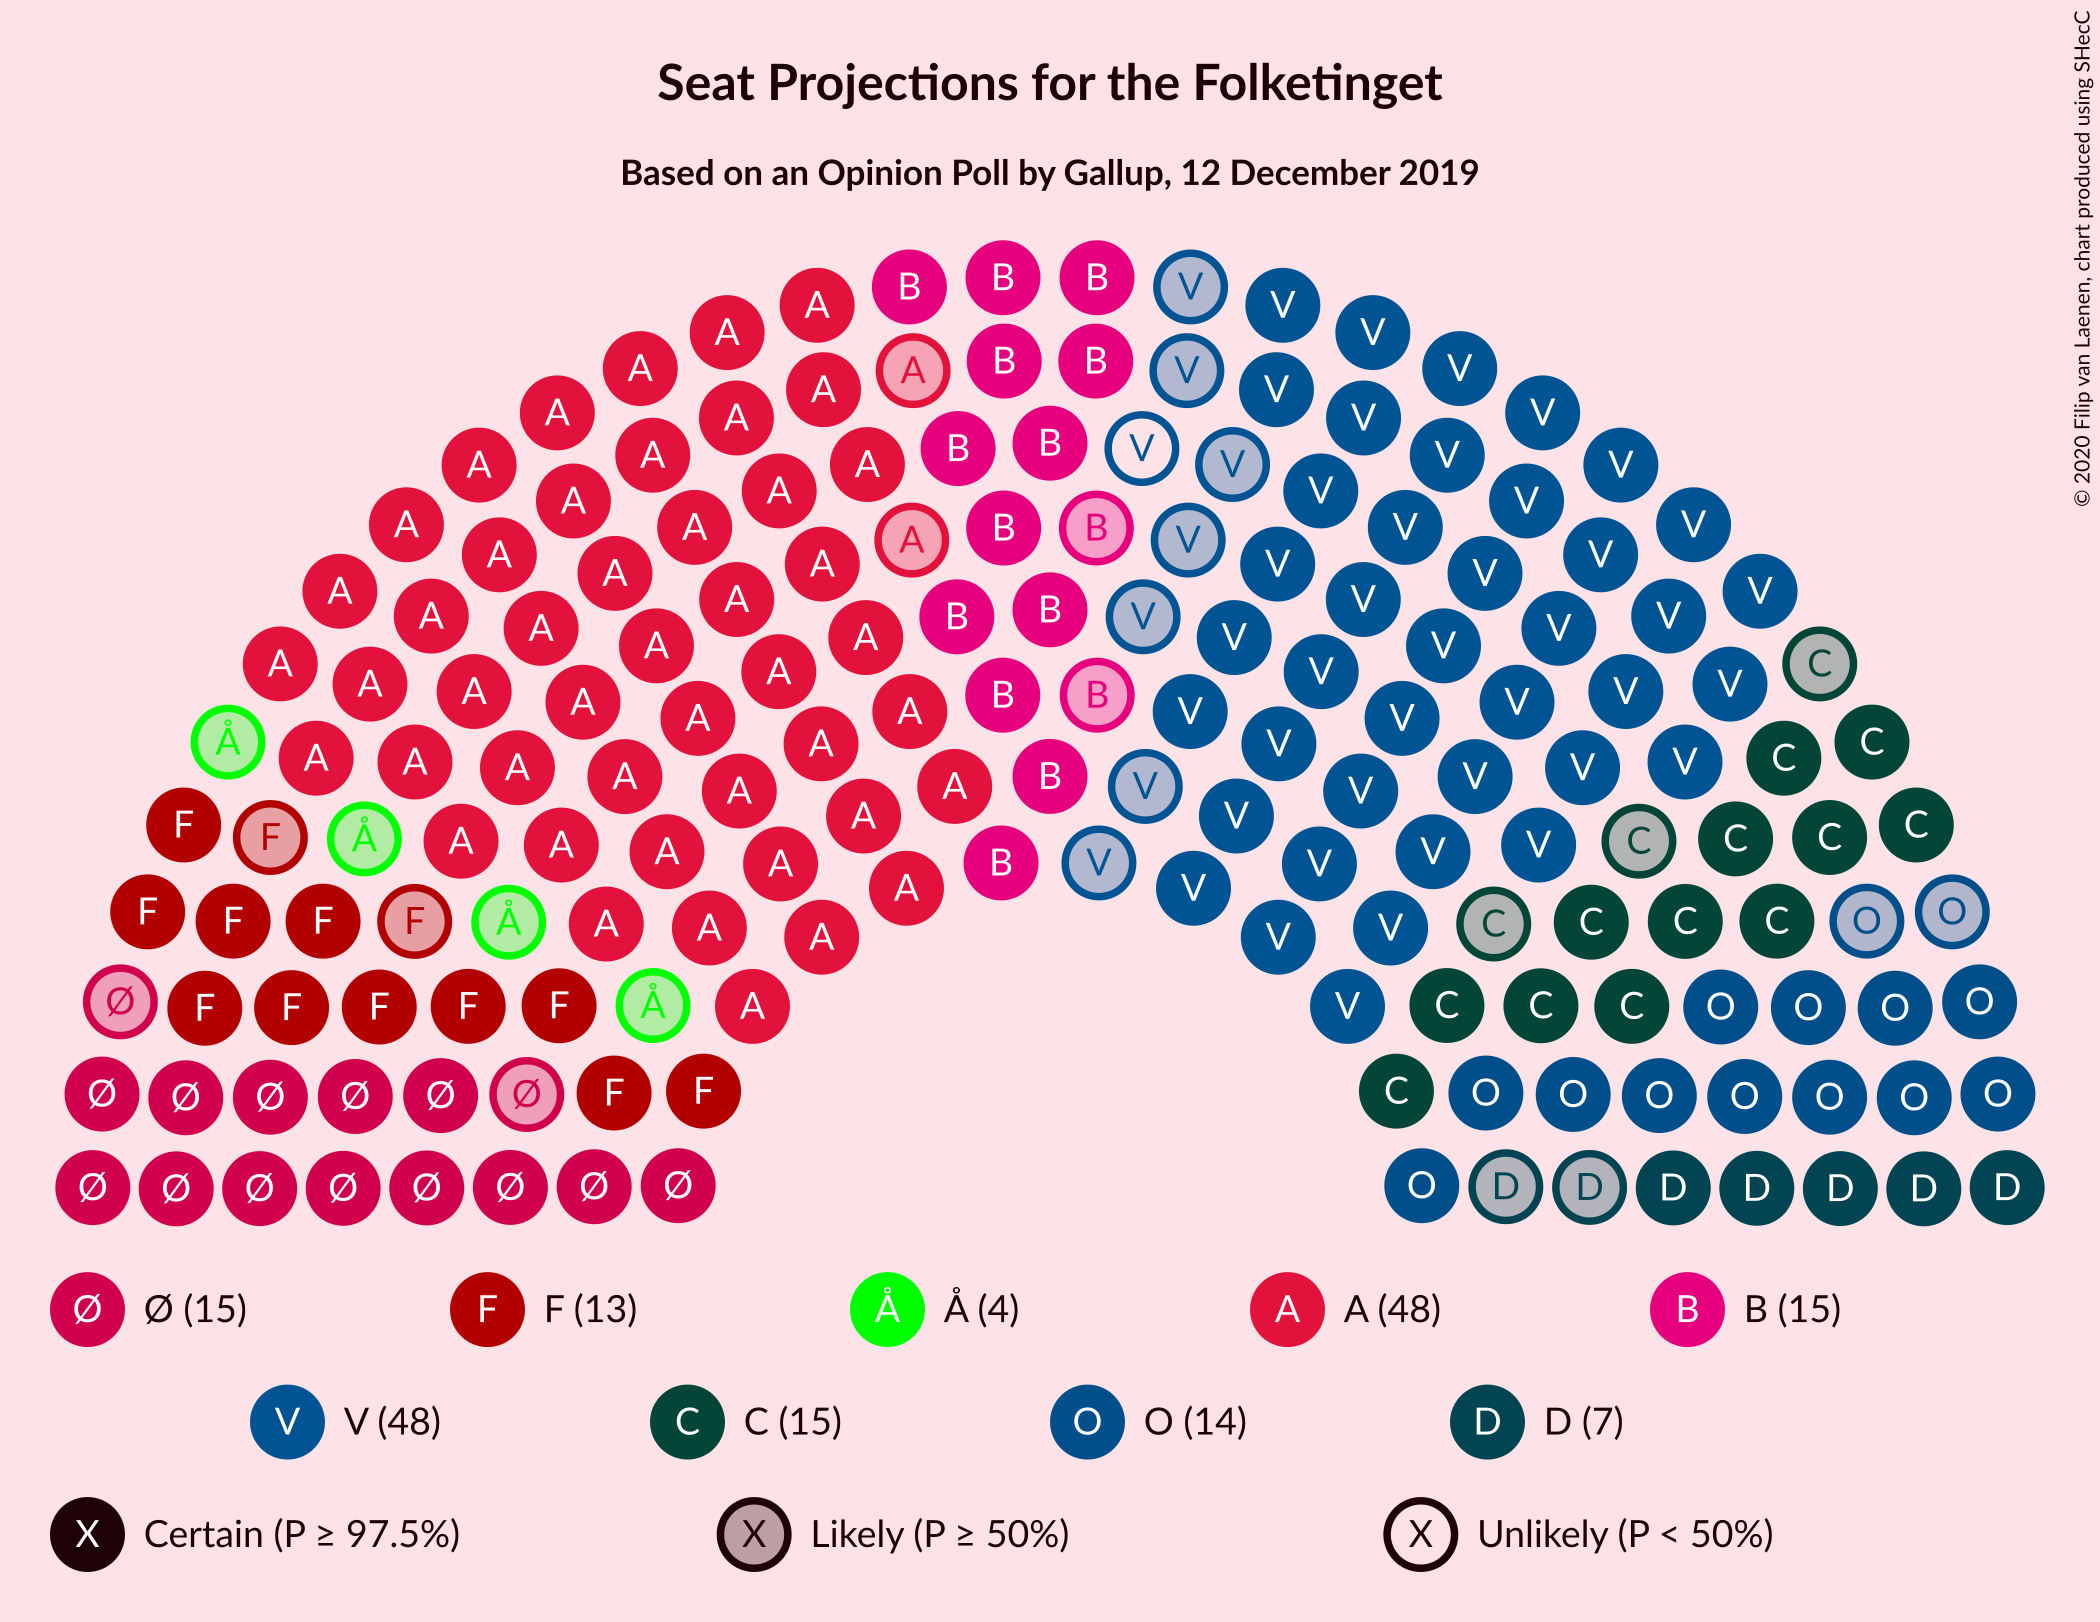 Seat Projections for the Folketinget
Based on an Opinion Poll by Gallup, 12 December 2019
© 2020 Filip van Laenen, chart produced using SHecC
A B B B V V
A V
A A B B V V
A V
A A V V
A A A B B V V V V
A A V V
A A A A B B V V V V
A A A A V V V V
A A A A B B V V V V V
A A A A A A A B B V V V V V V C
Å A A A A A A A A B V V V V V V V C C
F F Å A A A A A B V V V V V C C C C
F F F F Å A A A V V C C C C O O
Ø F F F F F Å A V C C C O O O O
Ø Ø Ø Ø Ø Ø F F C O O O O O O O
Ø Ø Ø Ø Ø Ø Ø Ø O D D D D D D D
Ø Ø (15) F F (13) Å Å (4) A A (48) B B (15)
V V (48) C C (15) O O (14) D D (7)
X Certain (P ≥ 97.5%) X Likely (P ≥ 50%) X Unlikely (P < 50%)